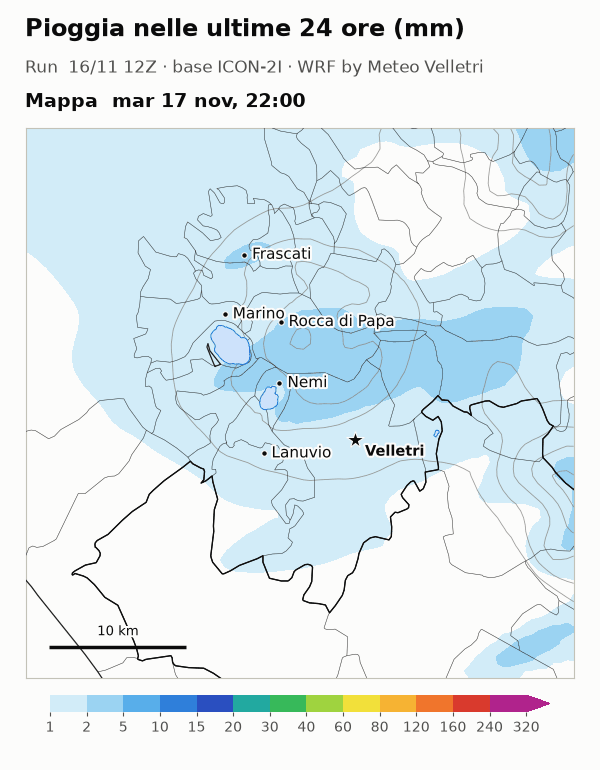 Pioggia nelle ultime 24 ore (mm)
Run 16/11 12Z · base ICON-2I · WRF by Meteo Velletri
Mappa mar 17 nov, 22:00
Frascati
Marino
Rocca di Papa
Nemi
Velletri
Lanuvio
10 km
1 2 5 10 15 20 30 40 60 80 120 160 240 320